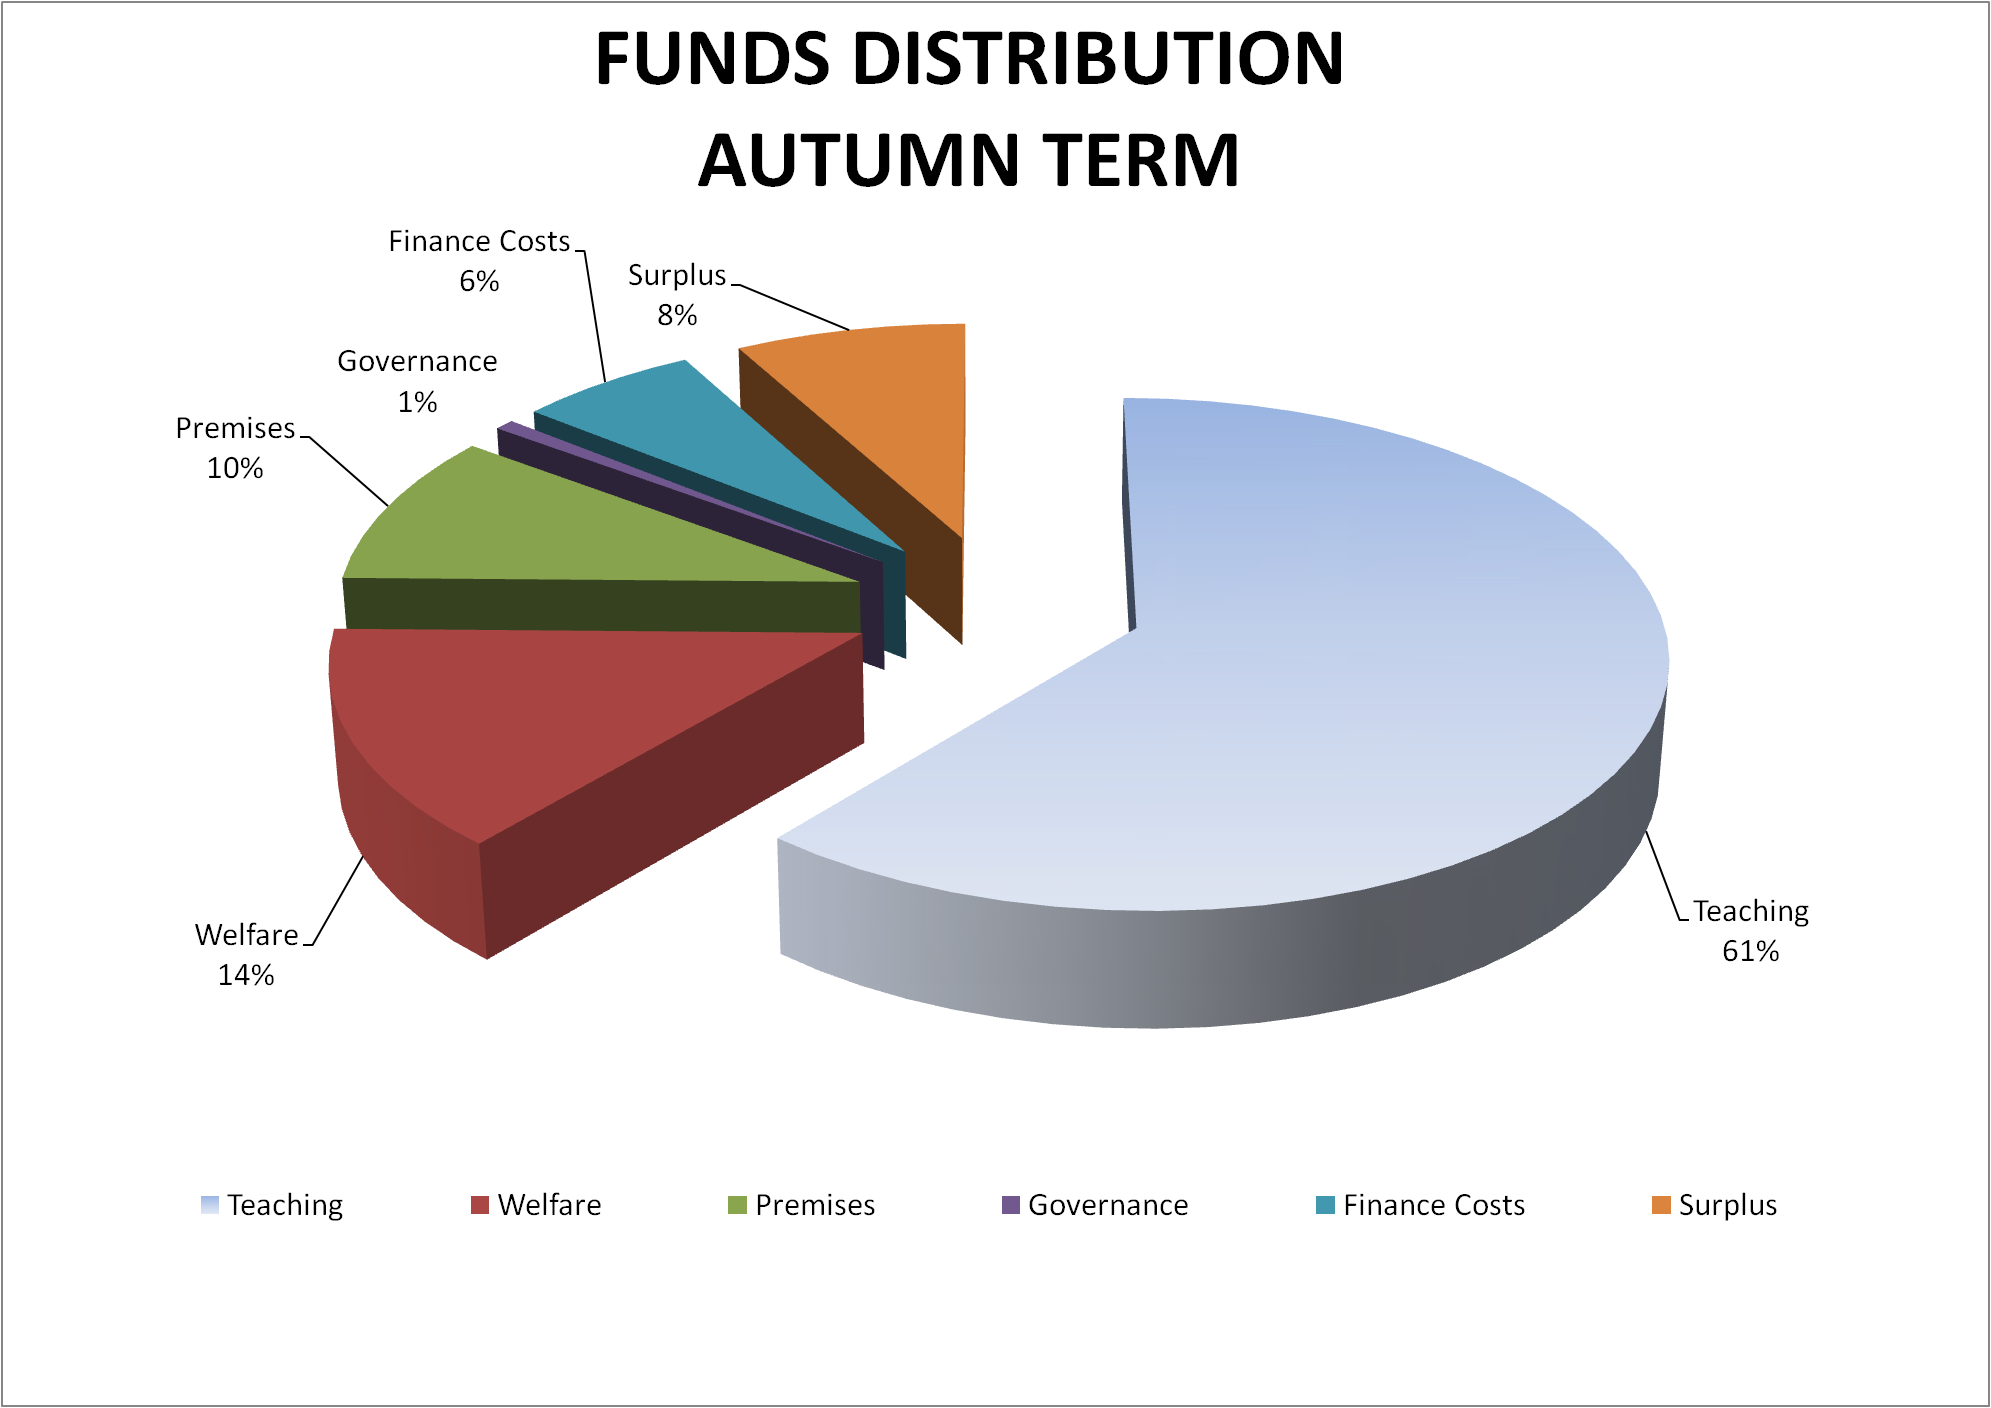 FUNDS DISTRIBUTION
AUTUMN TERM
Finance Costs
6%
Surplus
8%
Governance
1%
Premises
10%
Welfare
14%
Teaching
61%
Teaching
Welfare
Premises
Governance
Finance Costs
Surplus